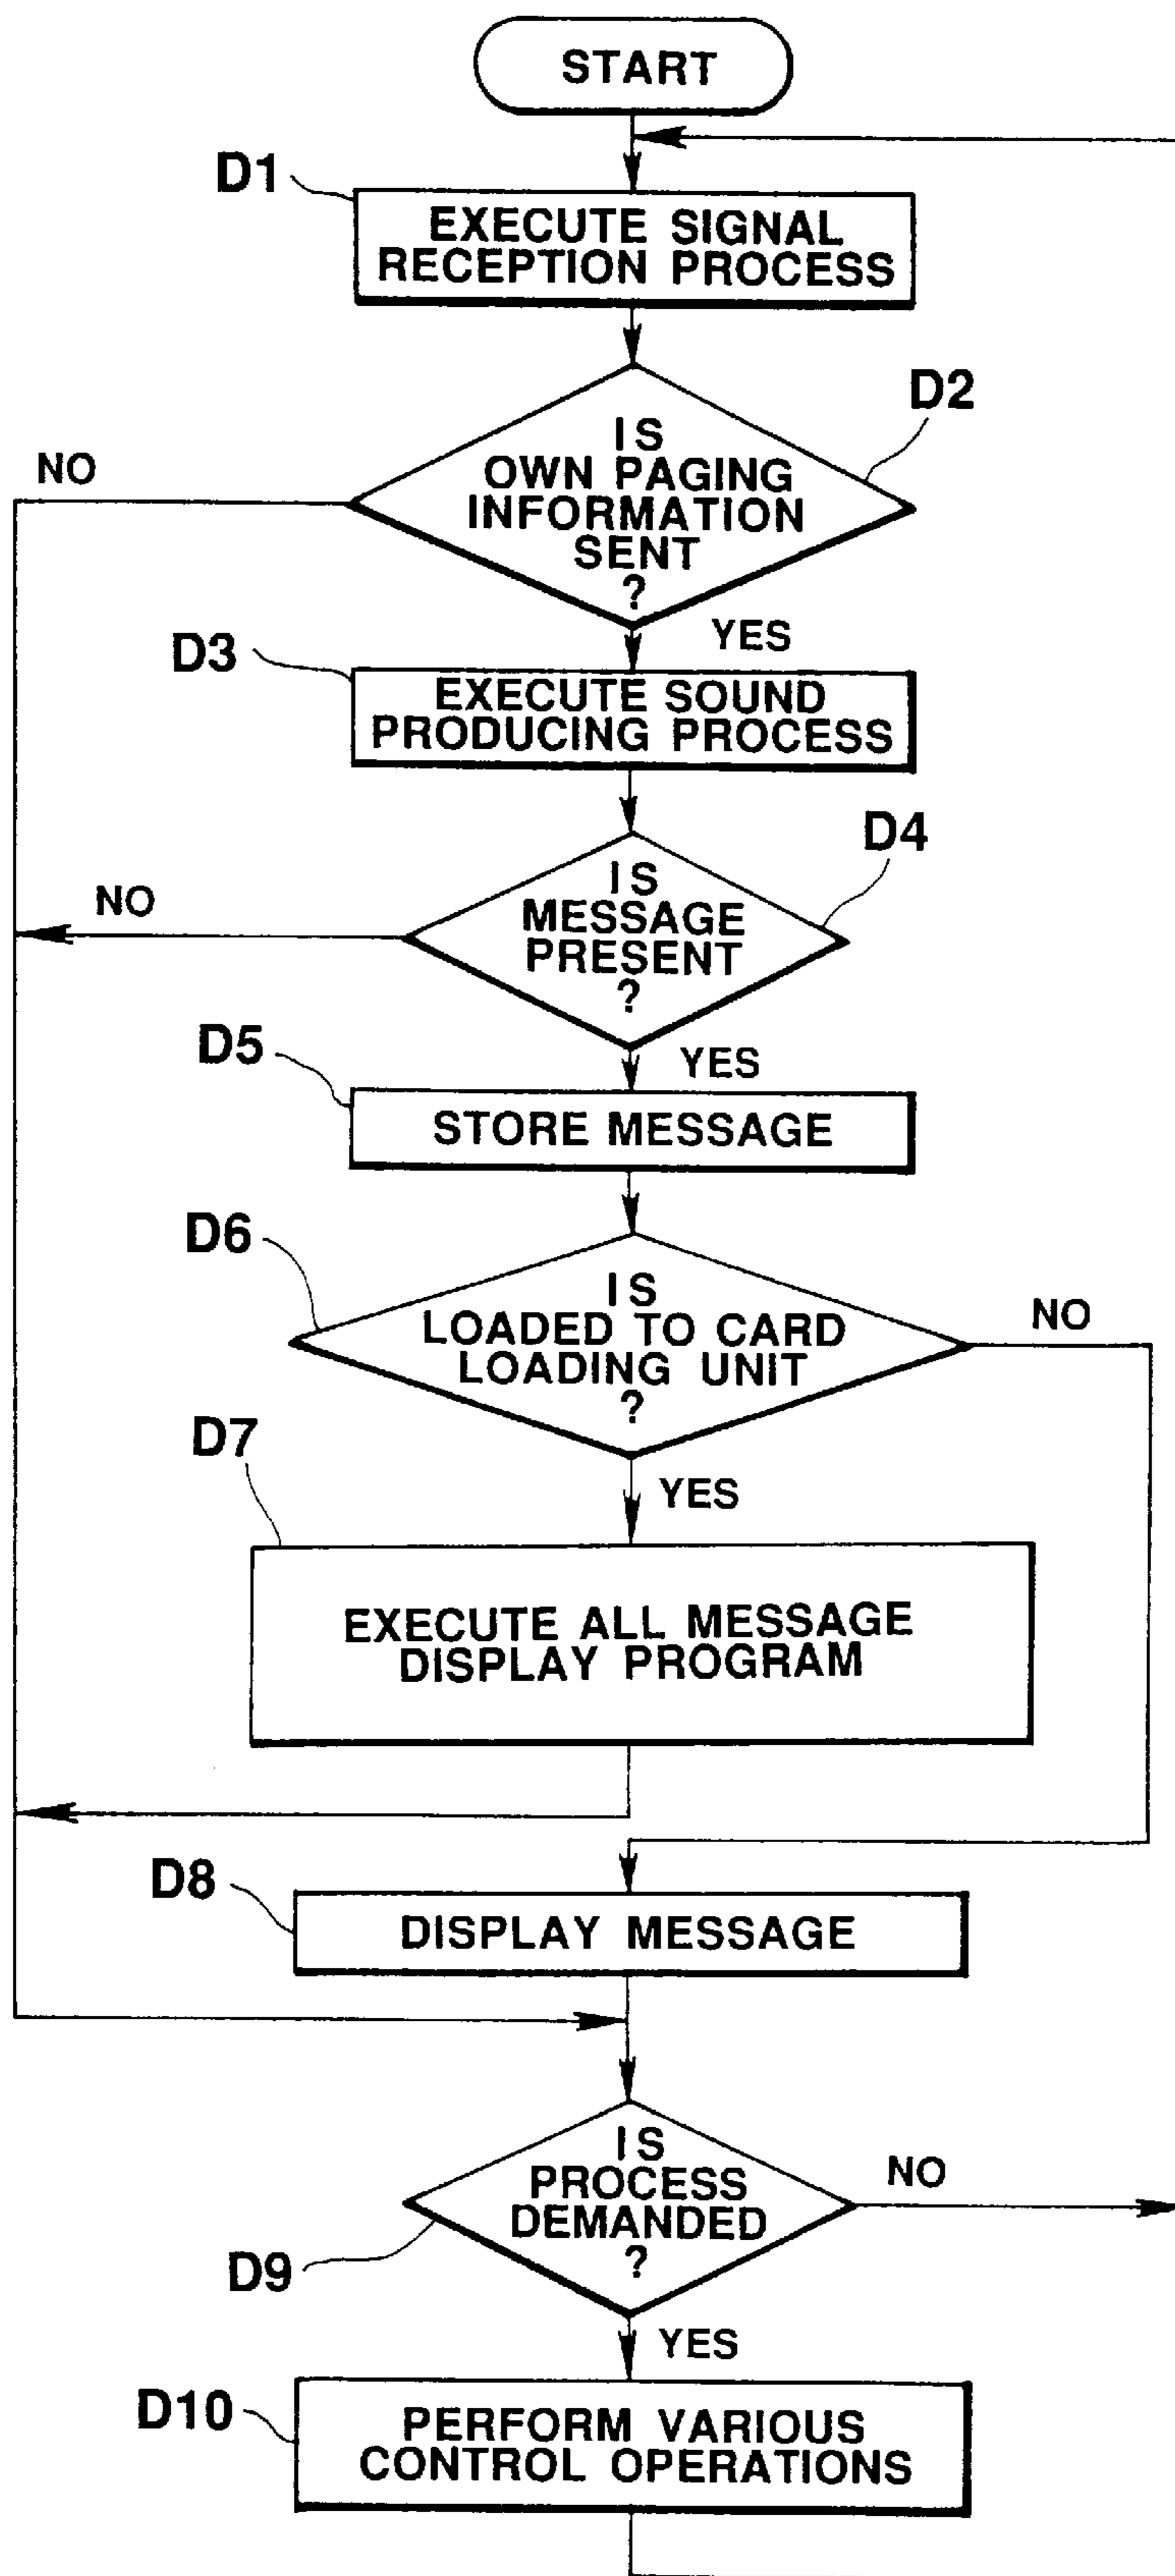 START
D1
EXECUTE SIGNAL
RECEPTION PROCESS
D2
IS
OWN PAGING
INFORMATION
SENT
?
NO
YES
D3
EXECUTE SOUND
PRODUCING PROCESS
D4
IS
MESSAGE
PRESENT
?
NO
YES
D5
STORE MESSAGE
D6
IS
LOADED TO CARD
LOADING UNIT
?
NO
YES
D7
EXECUTE ALL MESSAGE
DISPLAY PROGRAM
D8
DISPLAY MESSAGE
IS
PROCESS
DEMANDED
?
NO
D9
YES
D10
PERFORM VARIOUS
CONTROL OPERATIONS